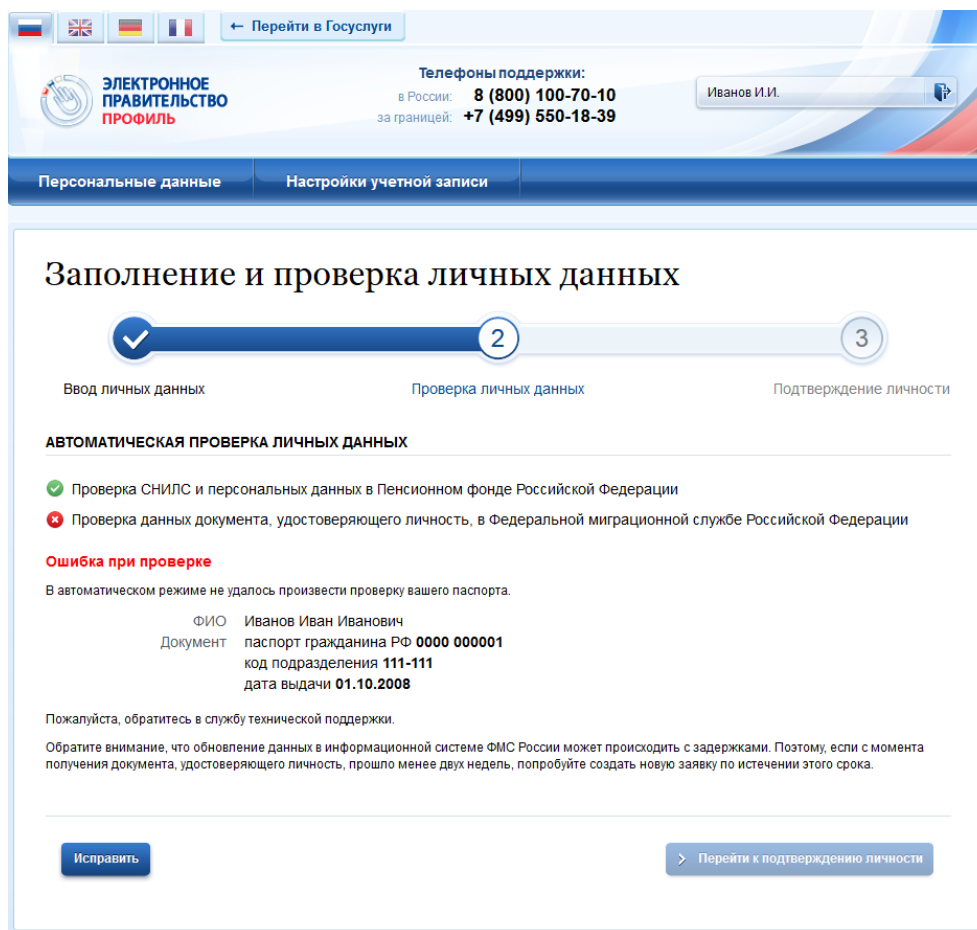 ← Перейти в Госуслуги
ЭЛЕКТРОННОЕ
ПРАВИТЕЛЬСТВО
ПРОФИЛЬ
Телефоны поддержки:
в России: 8 (800) 100-70-10
за границей: +7 (499) 550-18-39
Иванов И.И.
Персональные данные
Настройки учетной записи
Заполнение и проверка личных данных
2
3
Ввод личных данных
Проверка личных данных
Подтверждение личности
АВТОМАТИЧЕСКАЯ ПРОВЕРКА ЛИЧНЫХ ДАННЫХ
Проверка СНИЛС и персональных данных в Пенсионном фонде Российской Федерации
Проверка данных документа, удостоверяющего личность, в Федеральной миграционной службе Российской Федерации
Ошибка при проверке
В автоматическом режиме не удалось произвести проверку вашего паспорта.
ФИО Иванов Иван Иванович
Документ паспорт гражданина РФ 0000 000001
код подразделения 111-111
дата выдачи 01.10.2008
Пожалуйста, обратитесь в службу технической поддержки.
Обратите внимание, что обновление данных в информационной системе ФМС России может происходить с задержками. Поэтому, если с момента
получения документа, удостоверяющего личность, прошло менее двух недель, попробуйте создать новую заявку по истечении этого срока.
Исправить
Перейти к подтверждению личности